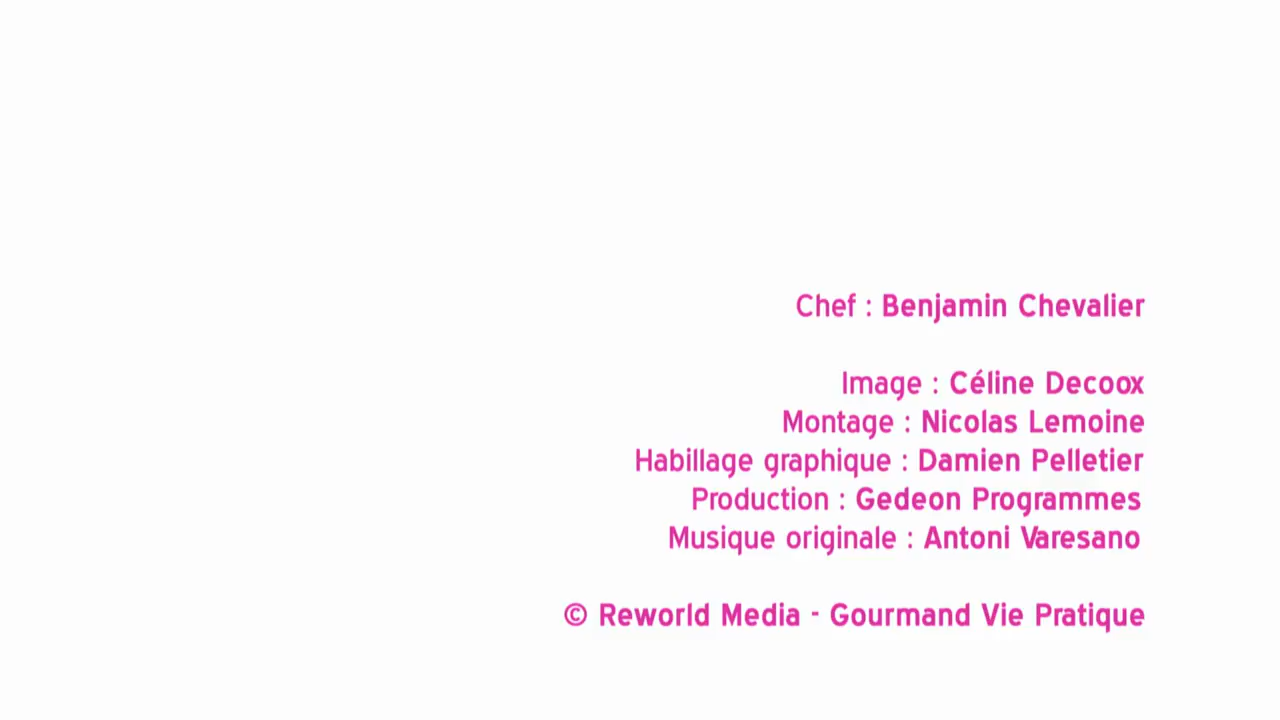 Chef : Benjamin Chevalier
Image : Céline Decoox
Montage : Nicolas Lemoine
Habillage graphique : Damien Pelletier
Production : Gedeon Programmes
Musique originale : Antoni Varesano
© Reworld Media - Gourmand Vie Pratique